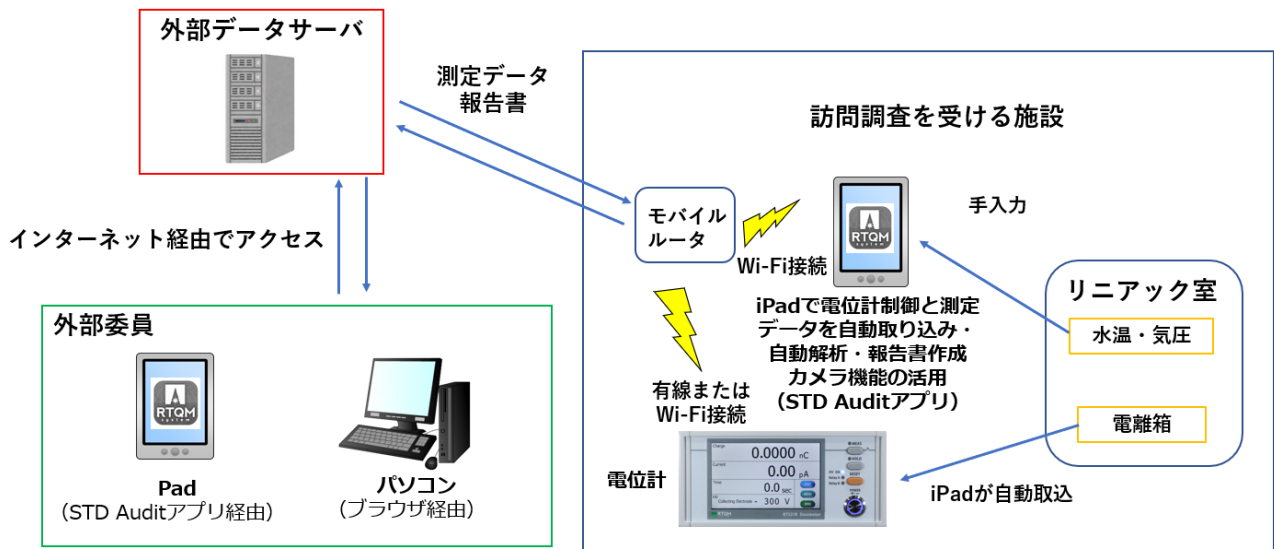 外部データサーバ
測定データ
報告書
訪問調査を受ける施設
インターネット経由でアクセス
モバイル
ルータ
Wi-Fi接続
RTQM
system
手入力
iPadで電位計制御と測定
データを自動取り込み・
自動解析・報告書作成
カメラ機能の活用
（STD Auditアプリ）
リニアック室
水温・気圧
電離箱
有線または
Wi-Fi接続
電位計
Charge
0.0000 nC
Current
0.00 pA
Time
0.0 sec
Collecting Electrode - 300 V
RTQM
iPadが自動取込
外部委員
RTQM
system
Pad
（STD Auditアプリ経由）
パソコン
（ブラウザ経由）